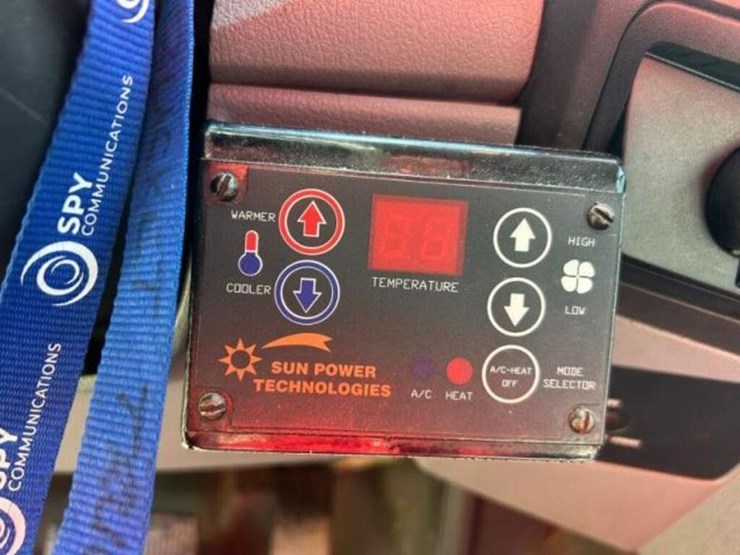 SPY
COMMUNICATIONS
SPY
COMMUNICATIONS
WARMER
COOLER
TEMPERATURE
HIGH
LOW
SUN POWER
TECHNOLOGIES
A/C HEAT
A/C-HEAT
OFF
MODE
SELECTOR